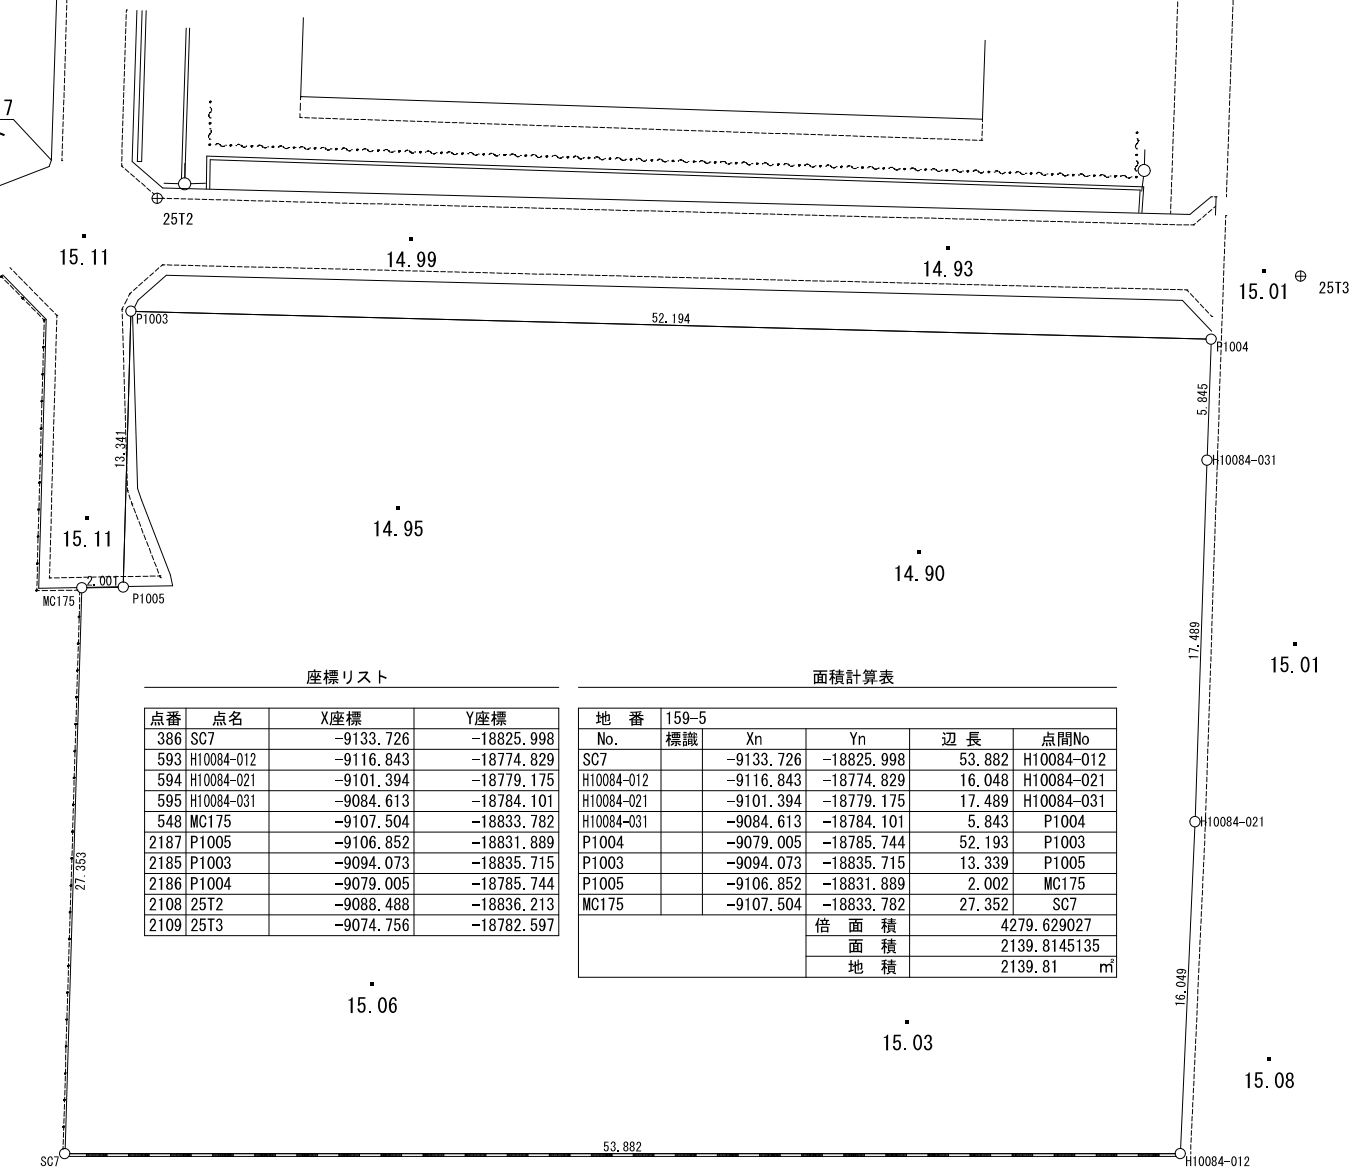 7
25T2
15.11
14.99
14.93
15.01
25T3
P1003
52.194
P1004
5.845
13.341
H10084-031
14.95
15.11
14.90
2.001
MC175
P1005
17.489
15.01
座標リスト
点番 点名 X座標 Y座標
386 SC7 -9133.726 -18825.998
593 H10084-012 -9116.843 -18774.829
594 H10084-021 -9101.394 -18779.175
595 H10084-031 -9084.613 -18784.101
548 MC175 -9107.504 -18833.782
2187 P1005 -9106.852 -18831.889
2185 P1003 -9094.073 -18835.715
2186 P1004 -9079.005 -18785.744
2108 25T2 -9088.488 -18836.213
2109 25T3 -9074.756 -18782.597
面積計算表
地 番 159-5
No. 標識 Xn Yn 辺 長 点間No
SC7 -9133.726 -18825.998 53.882 H10084-012
H10084-012 -9116.843 -18774.829 16.048 H10084-021
H10084-021 -9101.394 -18779.175 17.489 H10084-031
H10084-031 -9084.613 -18784.101 5.843 P1004
P1004 -9079.005 -18785.744 52.193 P1003
P1003 -9094.073 -18835.715 13.339 P1005
P1005 -9106.852 -18831.889 2.002 MC175
MC175 -9107.504 -18833.782 27.352 SC7
倍 面 積 4279.629027
面 積 2139.8145135
地 積 2139.81 ㎡
H10084-021
27.353
16.049
15.06
15.03
15.08
53.882
SC7
H10084-012